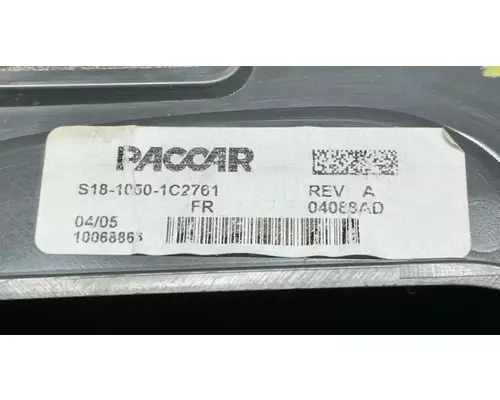 PACCAR
S18-1050-1C2761 REV A
FR 04088AD
04/05
10068863